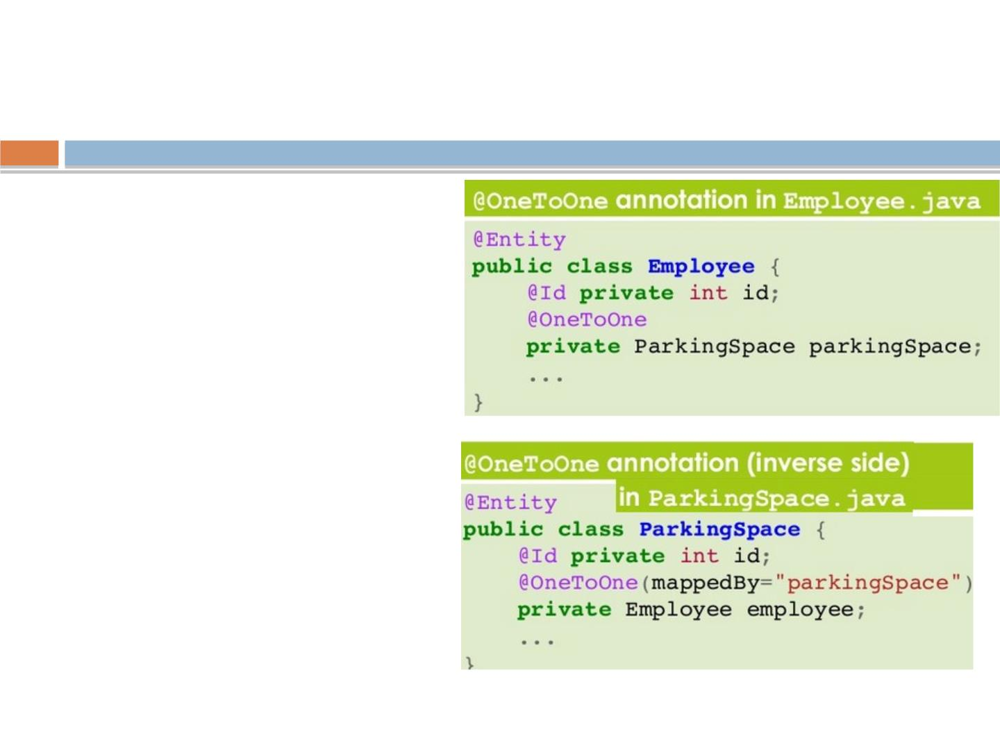 @OneToOne annotation in Employee.java
@Entity
public class Employee {
@Id private int id;
@OneToOne
private ParkingSpace parkingSpace;
...
}
@OneToOne annotation (inverse side)
in ParkingSpace.java
@Entity
public class ParkingSpace {
@Id private int id;
@OneToOne(mappedBy="parkingSpace")
private Employee employee;
...
}